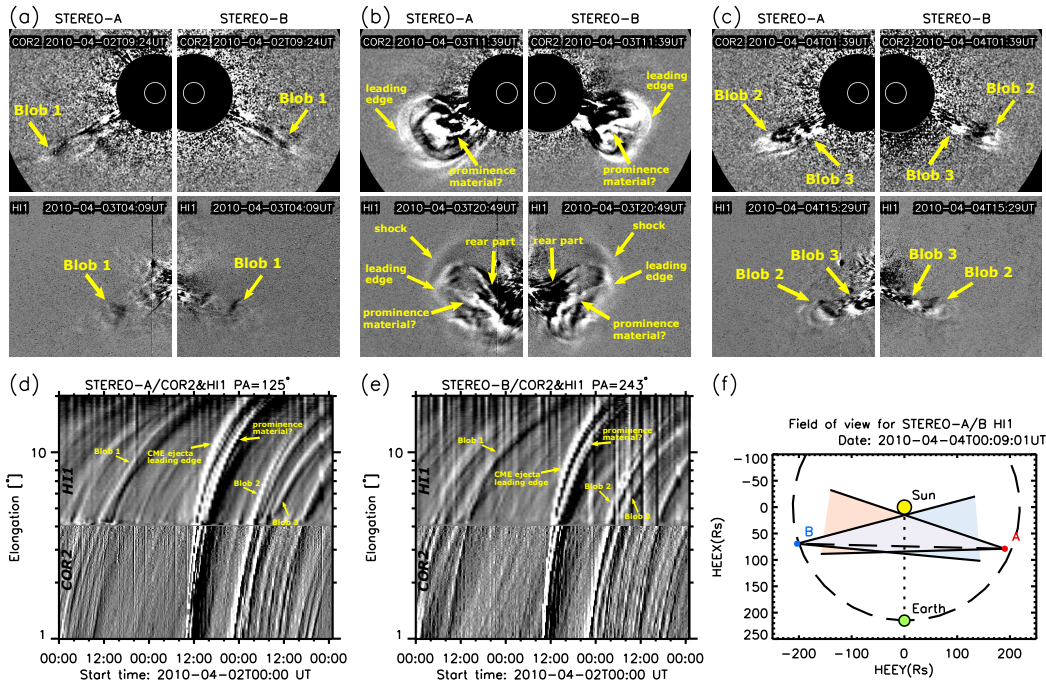 (a)
STEREO-A STEREO-B
COR2 2010-04-02T09:24UT COR2 2010-04-02T09:24UT
Blob 1 Blob 1
HI1 2010-04-03T04:09UT HI1 2010-04-03T04:09UT
Blob 1 Blob 1
(b)
STEREO-A STEREO-B
COR2 2010-04-03T11:39UT COR2 2010-04-03T11:39UT
leading
edge
leading
edge
prominence
material?
prominence
material?
HI1 2010-04-03T20:49UT HI1 2010-04-03T20:49UT
shock rear part rear part shock
leading
edge
leading
edge
prominence
material?
prominence
material?
(c)
STEREO-A STEREO-B
COR2 2010-04-04T01:39UT COR2 2010-04-04T01:39UT
Blob 2 Blob 2
Blob 3 Blob 3
HI1 2010-04-04T15:29UT HI1 2010-04-04T15:29UT
Blob 3 Blob 3
Blob 2 Blob 2
(d)
STEREO-A/COR2&HI1 PA=125°
Elongation [°]
10
1
HI1
COR2
Blob 1
CME ejecta
leading edge
prominence
material?
Blob 2
Blob 3
00:00 12:00 00:00 12:00 00:00 12:00 00:00
Start time: 2010-04-02T00:00 UT
(e)
STEREO-B/COR2&HI1 PA=243°
Elongation [°]
10
1
HI1
COR2
Blob 1
prominence
material?
CME ejecta
leading edge
Blob 2
Blob 3
00:00 12:00 00:00 12:00 00:00 12:00 00:00
Start time: 2010-04-02T00:00 UT
(f)
Field of view for STEREO-A/B HI1
Date: 2010-04-04T00:09:01UT
HEEX(Rs)
-100
-50
0
50
100
150
200
250
Sun
B
A
Earth
-200 -100 0 100 200
HEEY(Rs)